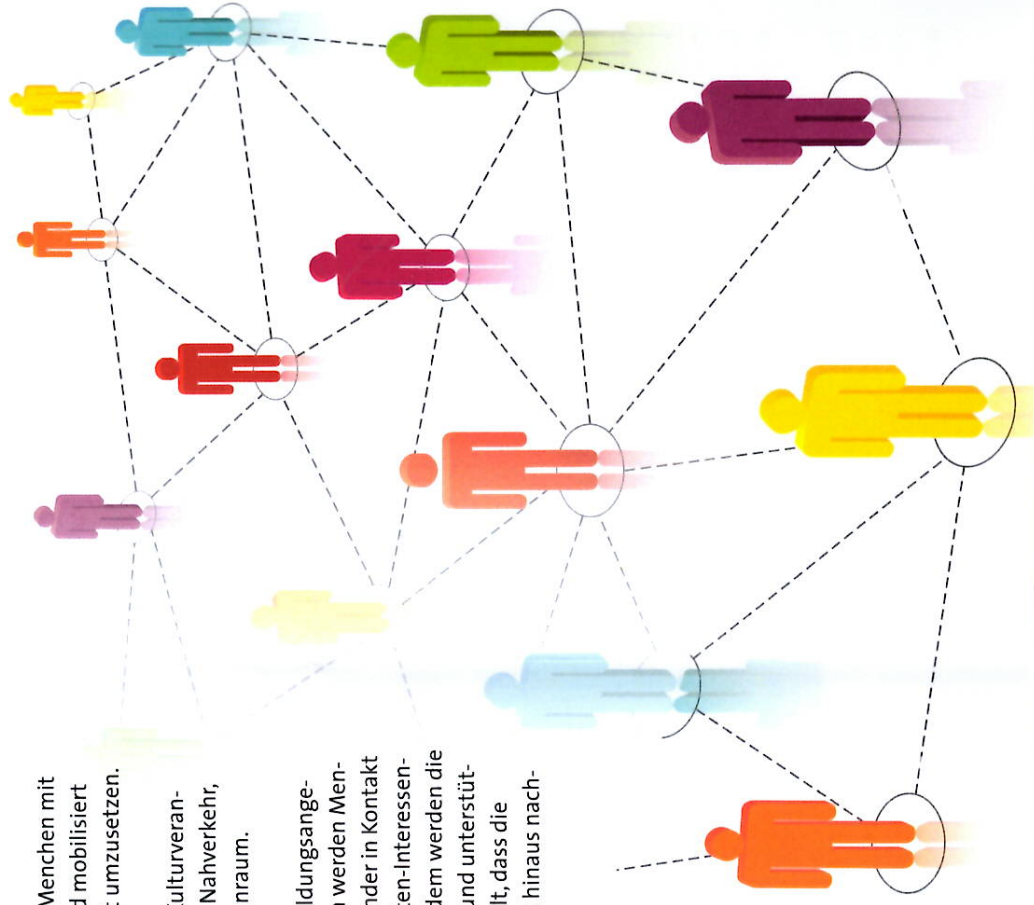 Menchen mit
d mobilisiert
t umzusetzen.
ulturveran-
Nahverkehr,
nraum.
ldungsange-
n werden Men-
nder in Kontakt
ten-Interessen-
dem werden die
und unterstüt-
lt, dass die
hinaus nach-